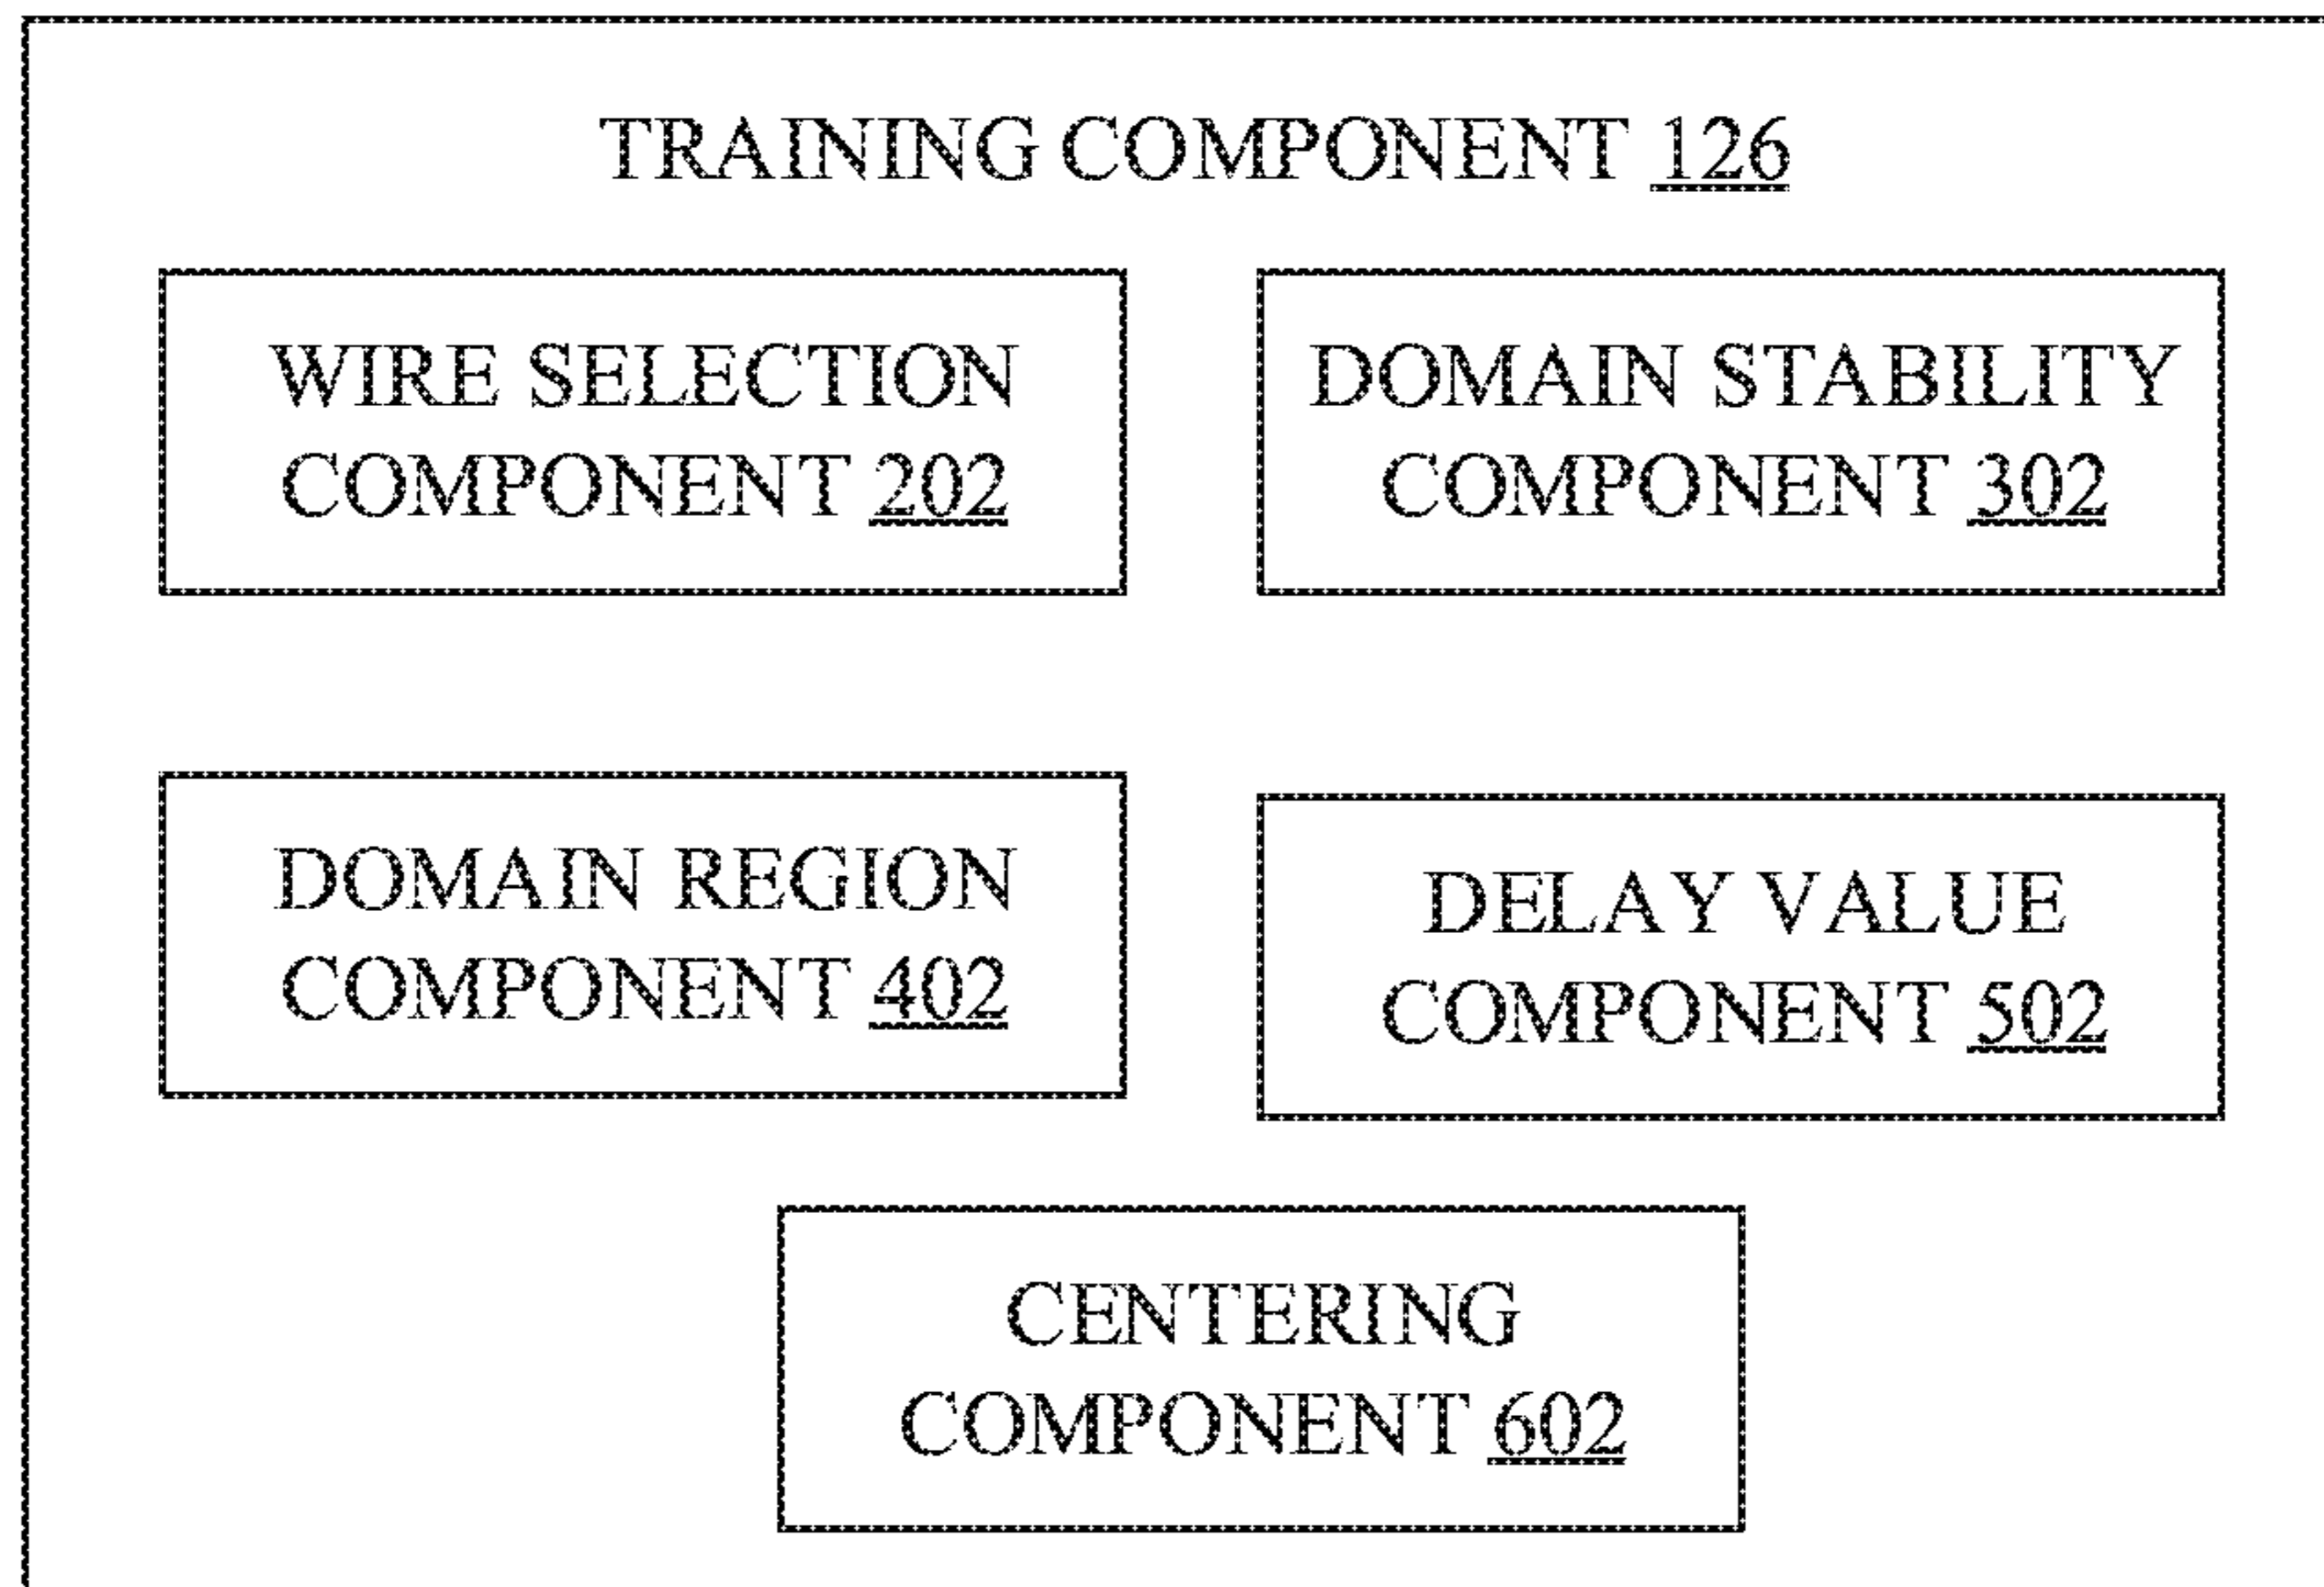 TRAINING COMPONENT 126
WIRE SELECTION
COMPONENT 202
DOMAIN STABILITY
COMPONENT 302
DOMAIN REGION
COMPONENT 402
DELAY VALUE
COMPONENT 502
CENTERING
COMPONENT 602